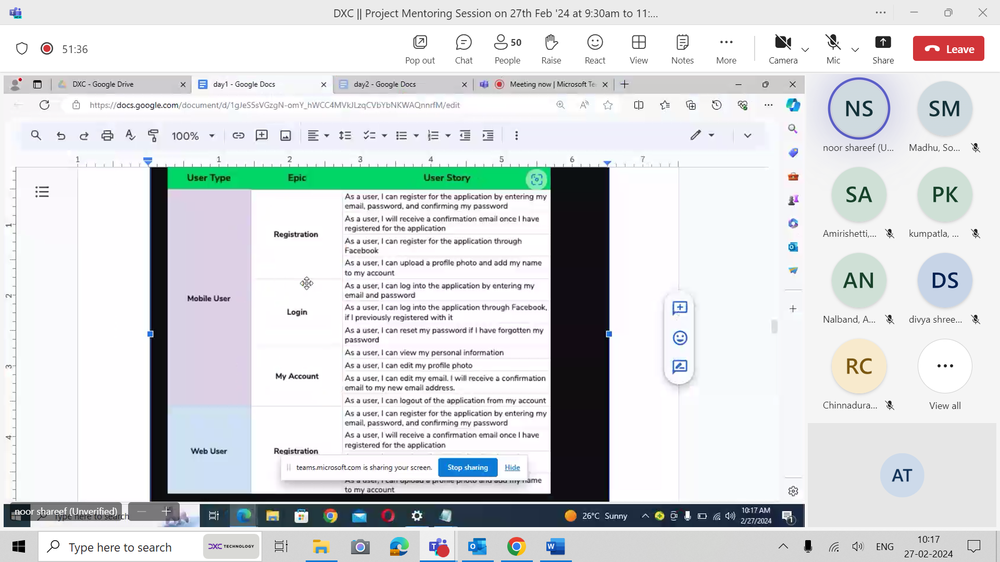 DXC || Project Mentoring Session on 27th Feb '24 at 9:30am to 11:...
51:36
Pop out
Chat
50
People
Raise
React
View
Notes
More
Camera
Mic
Share
Leave
DXC - Google Drive
day1 - Google Docs
day2 - Google Docs
Meeting now | Microsoft Te
https://docs.google.com/document/d/1gJeS5sVGzgN-omY_hWCC4MVkJLzqCVbYbNKWAQnnrfM/edit
100%
1 1 2 3 4 5 6 7
1
2
3
4
User Type Epic User Story
Mobile User
Registration
As a user, I can register for the application by entering my
email, password, and confirming my password
As a user, I will receive a confirmation email once I have
registered for the application
As a user, I can register for the application through
Facebook
As a user, I can upload a profile photo and add my name
to my account
Login
As a user, I can log into the application by entering my
email and password
As a user, I can log into the application through Facebook,
if I previously registered with it
As a user, I can reset my password if I have forgotten my
password
My Account
As a user, I can view my personal information
As a user, I can edit my profile photo
As a user, I can edit my email. I will receive a confirmation
email to my new email address.
As a user, I can logout of the application from my account
Web User
Registration
As a user, I can register for the application by entering my
email, password, and confirming my password
As a user, I will receive a confirmation email once I have
registered for the application
As a user, I can upload a profile photo and add my name
to my account
teams.microsoft.com is sharing your screen.
Stop sharing
Hide
noor shareef (Unverified)
Type here to search
26°C Sunny
10:17 AM
2/27/2024
1
NS
noor shareef (U...
SM
Madhu, So...
SA
Amirishetti,...
PK
kumpatla, ...
AN
Nalband, A...
DS
divya shree...
RC
Chinnadura...
View all
AT
Type here to search
DXC TECHNOLOGY
ENG
10:17
27-02-2024